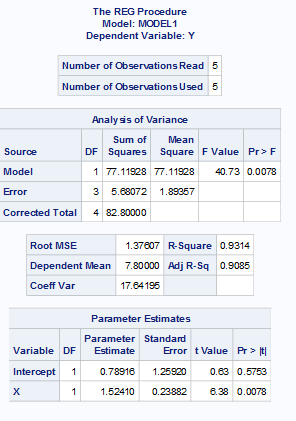 The REG Procedure
Model: MODEL1
Dependent Variable: Y
Number of Observations Read 5
Number of Observations Used 5
Analysis of Variance
Source DF Sum of Squares Mean Square F Value Pr > F
Model 1 77.11928 77.11928 40.73 0.0078
Error 3 5.68072 1.89357
Corrected Total 4 82.80000
Root MSE 1.37607 R-Square 0.9314
Dependent Mean 7.80000 Adj R-Sq 0.9085
Coeff Var 17.64195
Parameter Estimates
Variable DF Parameter Estimate Standard Error t Value Pr > |t|
Intercept 1 0.78916 1.25920 0.63 0.5753
X 1 1.52410 0.23882 6.38 0.0078